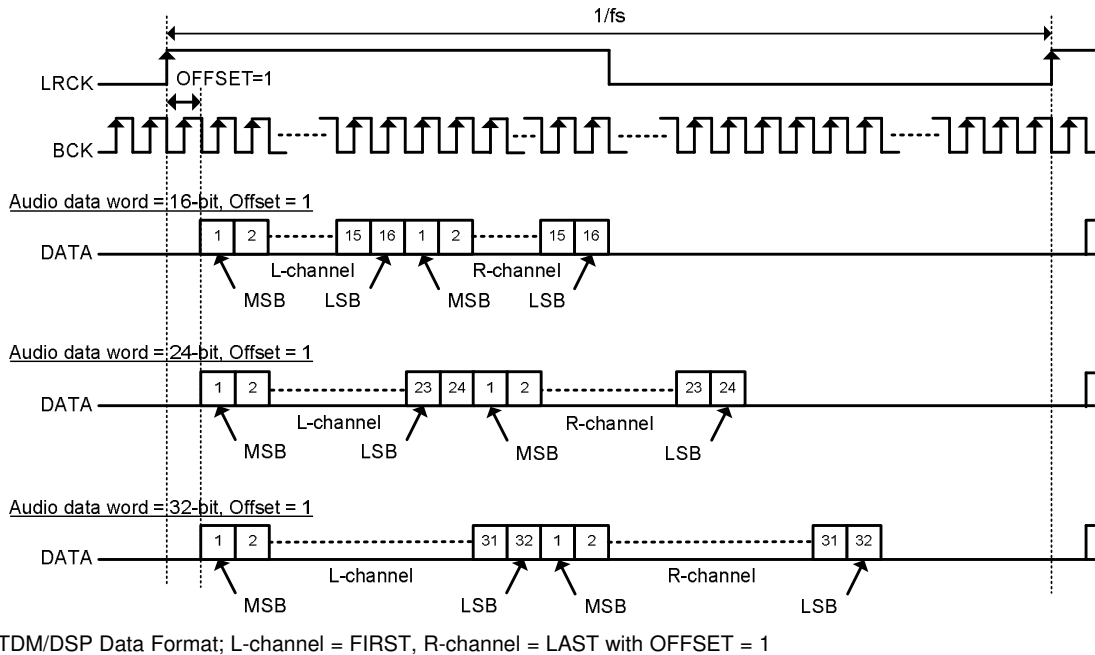 1/fs
LRCK
OFFSET=1
BCK
Audio data word = 16-bit, Offset = 1
DATA
1 2 15 16 1 2 15 16
L-channel R-channel
MSB LSB MSB LSB
Audio data word = 24-bit, Offset = 1
DATA
1 2 23 24 1 2 23 24
L-channel R-channel
MSB LSB MSB LSB
Audio data word = 32-bit, Offset = 1
DATA
1 2 31 32 1 2 31 32
L-channel R-channel
MSB LSB MSB LSB
TDM/DSP Data Format; L-channel = FIRST, R-channel = LAST with OFFSET = 1